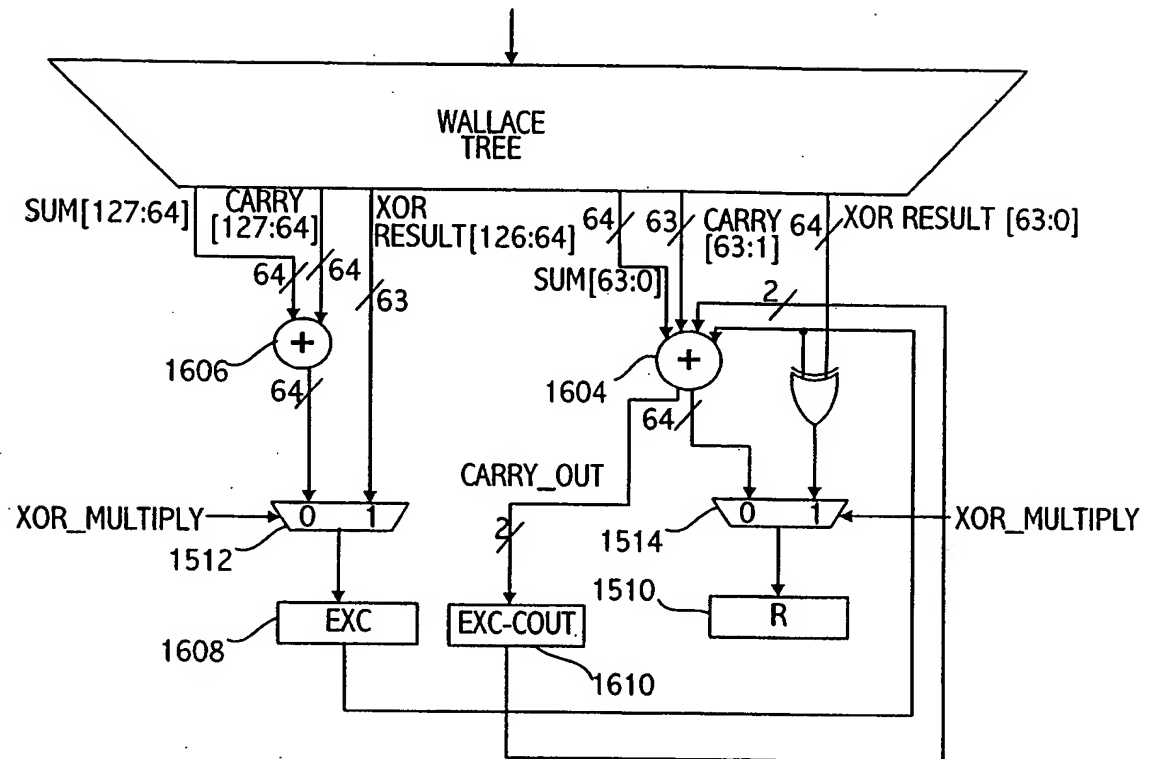 WALLACE
TREE
SUM[127:64]
CARRY
[127:64]
XOR
RESULT[126:64]
64
63
CARRY
[63:1]
64
XOR RESULT [63:0]
64
64
63
SUM[63:0]
2
+
1606
64
+
1604
64
CARRY_OUT
XOR_MULTIPLY
0 1
1512
2
0 1
1514
XOR_MULTIPLY
EXC
1608
EXC-COUT
1610
1510
R